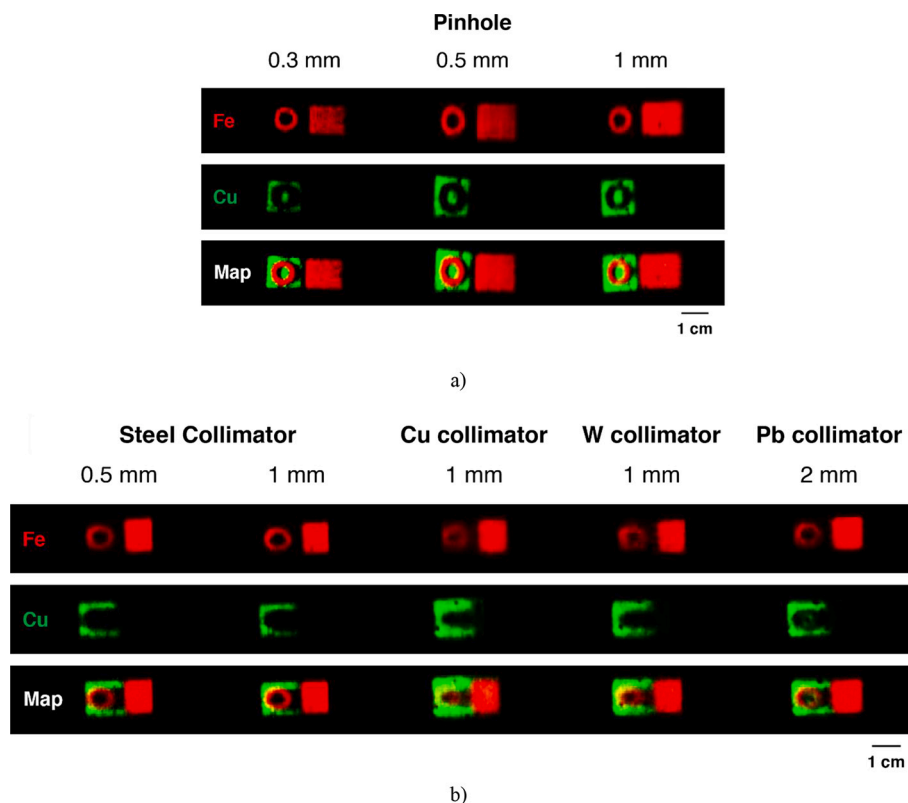 Pinhole
0.3 mm 0.5 mm 1 mm
Fe
Cu
Map
1 cm
a)
Steel Collimator Cu collimator W collimator Pb collimator
0.5 mm 1 mm 1 mm 1 mm 2 mm
Fe
Cu
Map
1 cm
b)